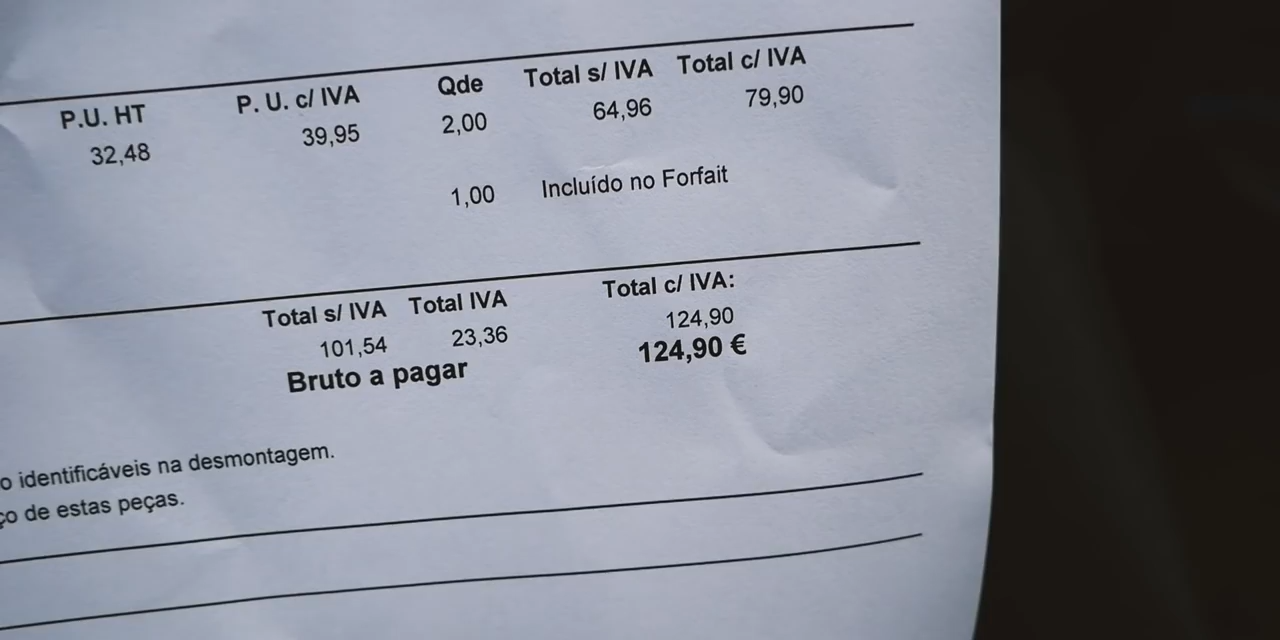 P.U. HT P. U. c/ IVA Qde Total s/ IVA Total c/ IVA
32,48 39,95 2,00 64,96 79,90
1,00 Incluído no Forfait
Total s/ IVA Total IVA Total c/ IVA:
101,54 23,36 124,90
Bruto a pagar 124,90 €
identificáveis na desmontagem.
de estas peças.